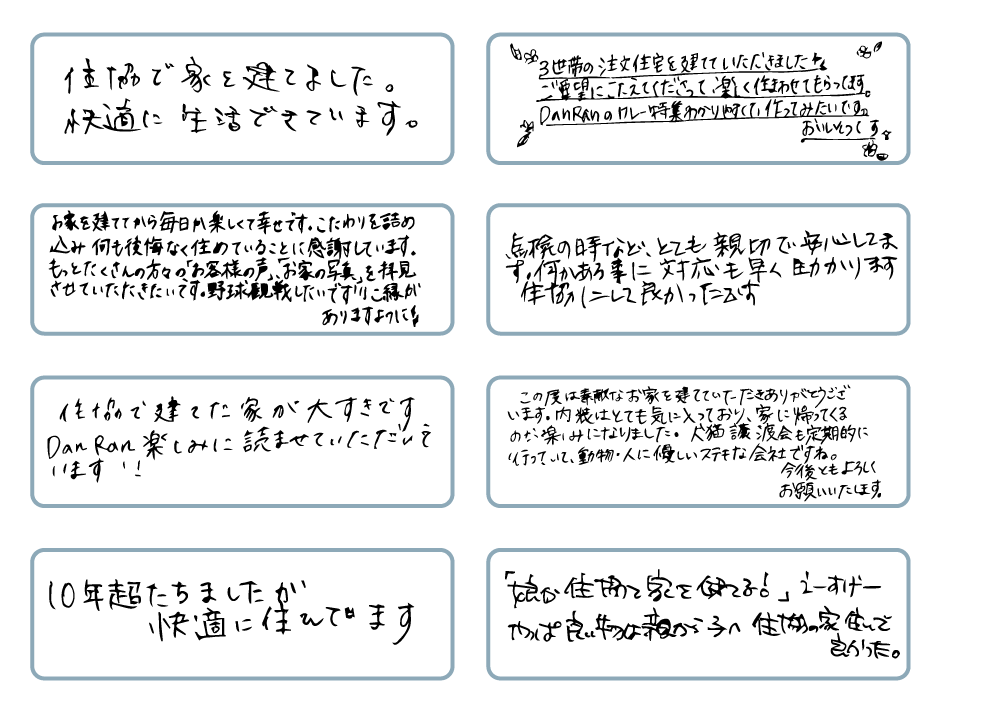 住協で家を建てました。
快適に生活できています。
3世帯の注文住宅を建てていただきました
ご要望にこたえてくださって、楽しく住まわせてもらってます。
DanRanのカレー特集わかりやすくて、作ってみたいです。
おいしそうです。
お家を建ててから毎日が楽しくて幸せです。こだわりを詰め
込み何も後悔なく住めていることに感謝しています。
もっとたくさんの方々の「お客様の声」、「お家の写真」を拝見
させていただきたいです。野球観戦したいです!!ご縁が
ありますように!
点検の時など、とても親切で安心してま
す。何かある事に対応も早く助かります
住協にして良かったです
住協で建てた家が大すきです
DanRan楽しみに読ませていただいて
います!!
この度は素敵なお家を建てていただきありがとうござ
います。内装はとても気に入っており、家に帰ってくる
のが楽しみになりました。犬猫譲渡会も定期的に
行っていて、動物・人に優しいステキな会社ですね。
今後ともよろしく
お願いいたします。
10年超たちましたが
快適に住んでます
「娘が住協で家を建てる!」えーすげー
やっぱ良い物は親から子へ 住協の家住んで
良かった。